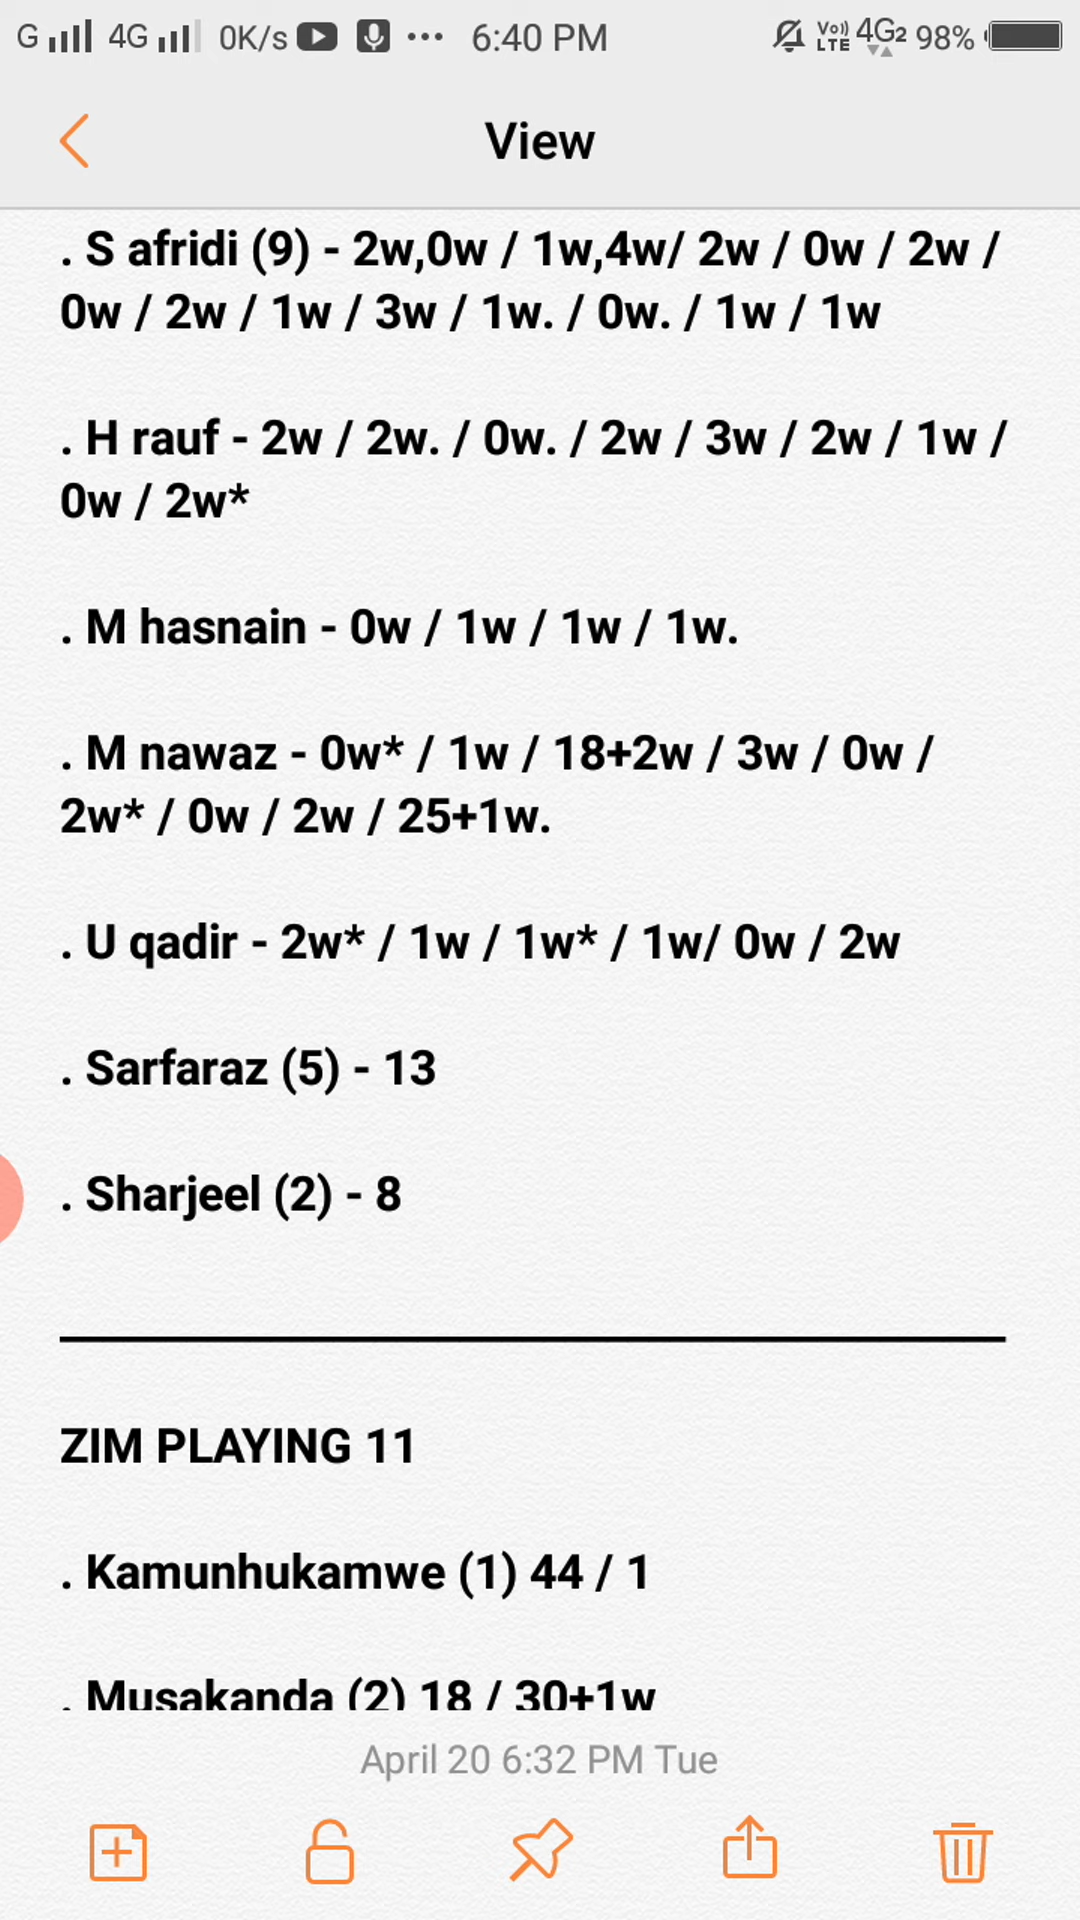 G 4G 0K/s ... 6:40 PM Vo)) LTE 4G2 98%
View
. S afridi (9) - 2w,0w / 1w,4w/ 2w / 0w / 2w /
0w / 2w / 1w / 3w / 1w. / 0w. / 1w / 1w
. H rauf - 2w / 2w. / 0w. / 2w / 3w / 2w / 1w /
0w / 2w*
. M hasnain - 0w / 1w / 1w / 1w.
. M nawaz - 0w* / 1w / 18+2w / 3w / 0w /
2w* / 0w / 2w / 25+1w.
. U qadir - 2w* / 1w / 1w* / 1w/ 0w / 2w
. Sarfaraz (5) - 13
. Sharjeel (2) - 8
ZIM PLAYING 11
. Kamunhukamwe (1) 44 / 1
. Musakanda (2) 18 / 30+1w
April 20 6:32 PM Tue